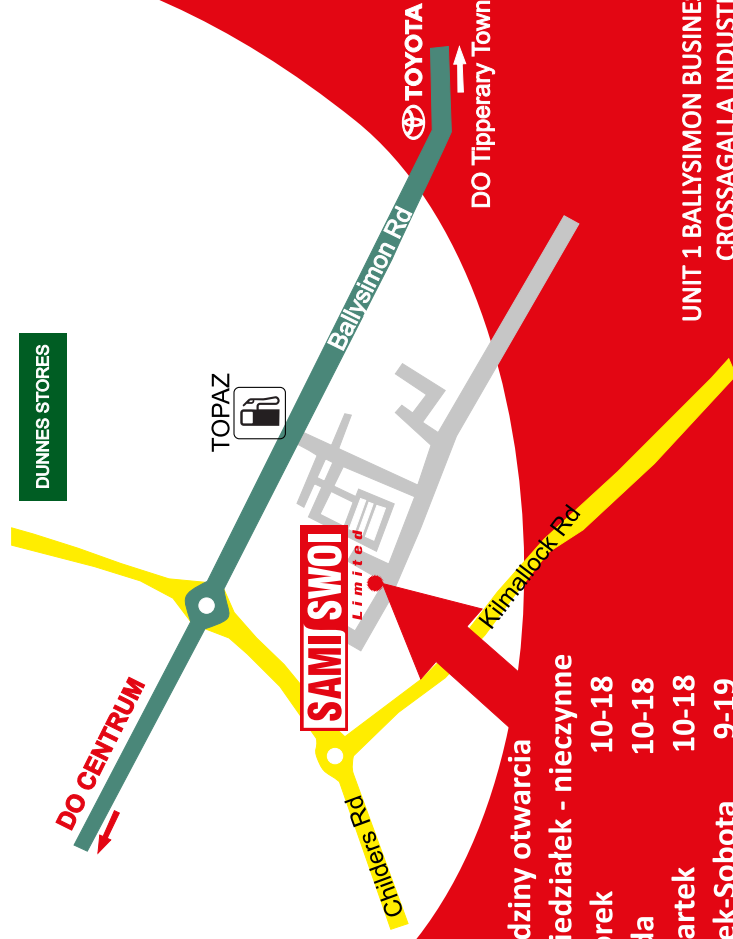 DUNNES STORES
TOPAZ
TOYOTA
DO Tipperary Town
Ballysimon Rd
DO CENTRUM
SAMI SWOI
Limited
Kilmallock Rd
Childers Rd
UNIT 1 BALLYSIMON BUSINE
CROSSAGALLA INDUST
dziny otwarcia
iedziałek - nieczynne
orek 10-18
da 10-18
artek 10-18
ek-Sobota 9-19